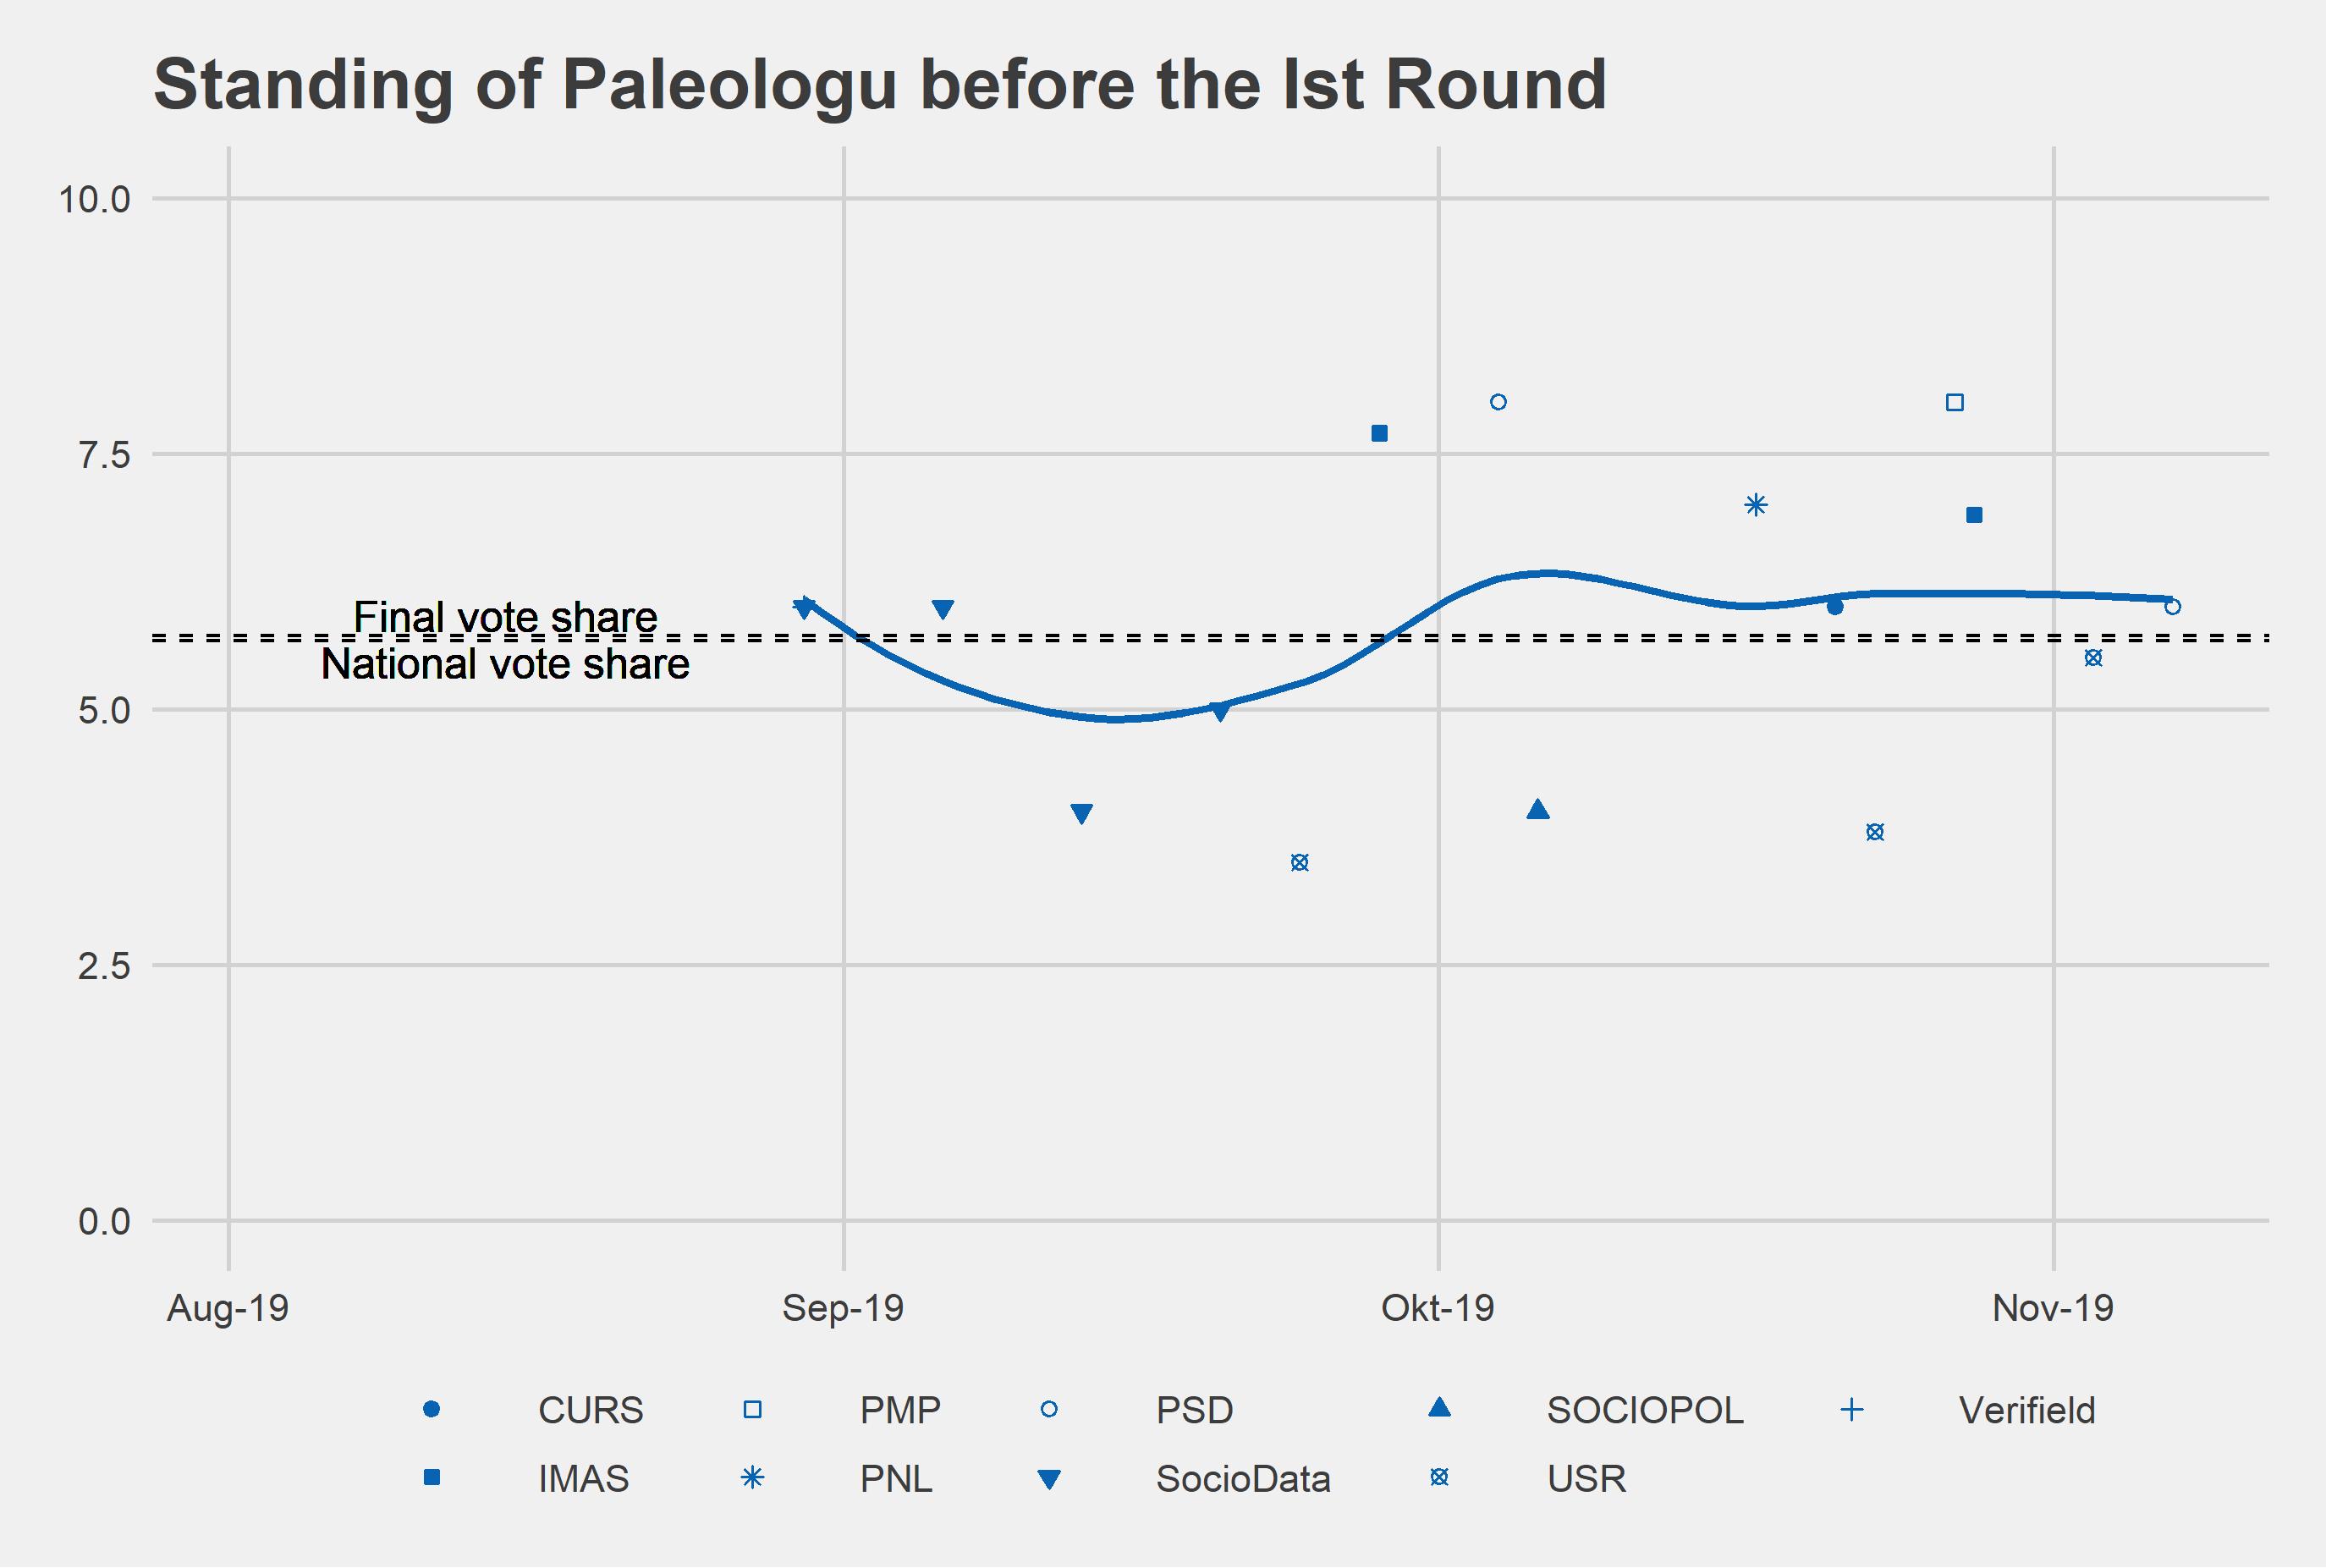 Standing of Paleologu before the Ist Round
10.0
7.5
Final vote share
National vote share
5.0
2.5
0.0
Aug-19 Sep-19 Okt-19 Nov-19
CURS PMP PSD SOCIOPOL Verifield
IMAS PNL SocioData USR